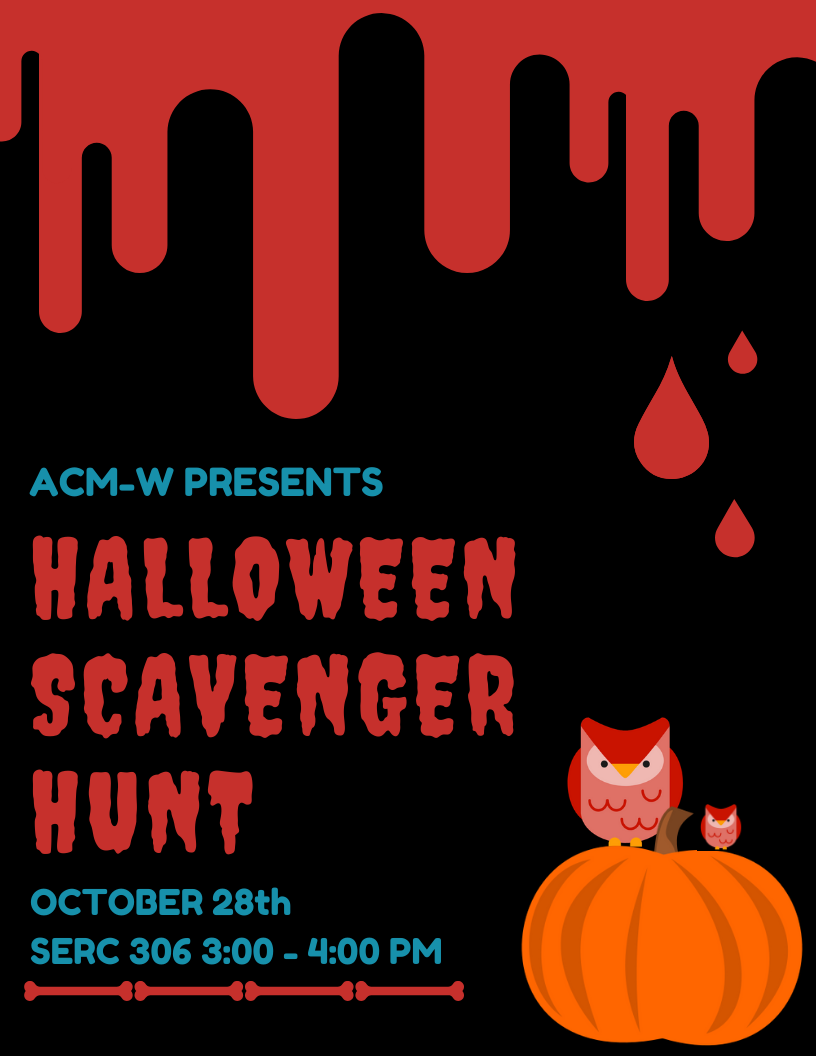 ACM-W PRESENTS
HALLOWEEN
SCAVENGER
HUNT
OCTOBER 28th
SERC 306 3:00 - 4:00 PM